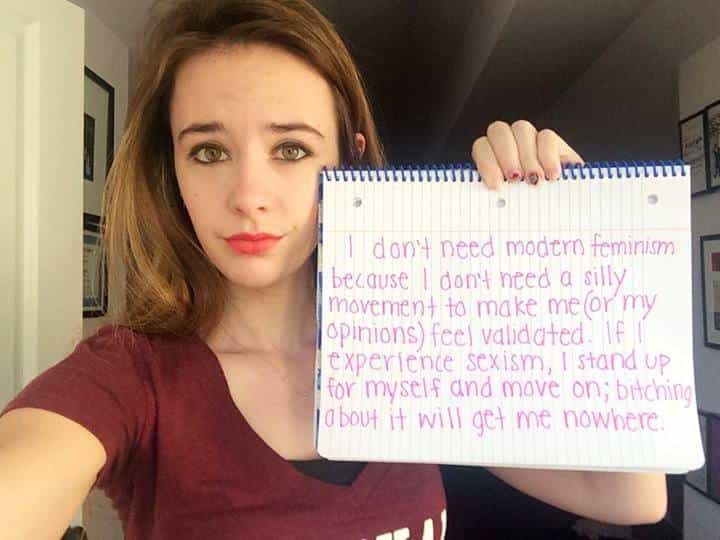 I don't need modern feminism
because I don't need a silly
movement to make me (or my
opinions) feel validated. If I
experience sexism, I stand up
for myself and move on; bitching
about it will get me nowhere.